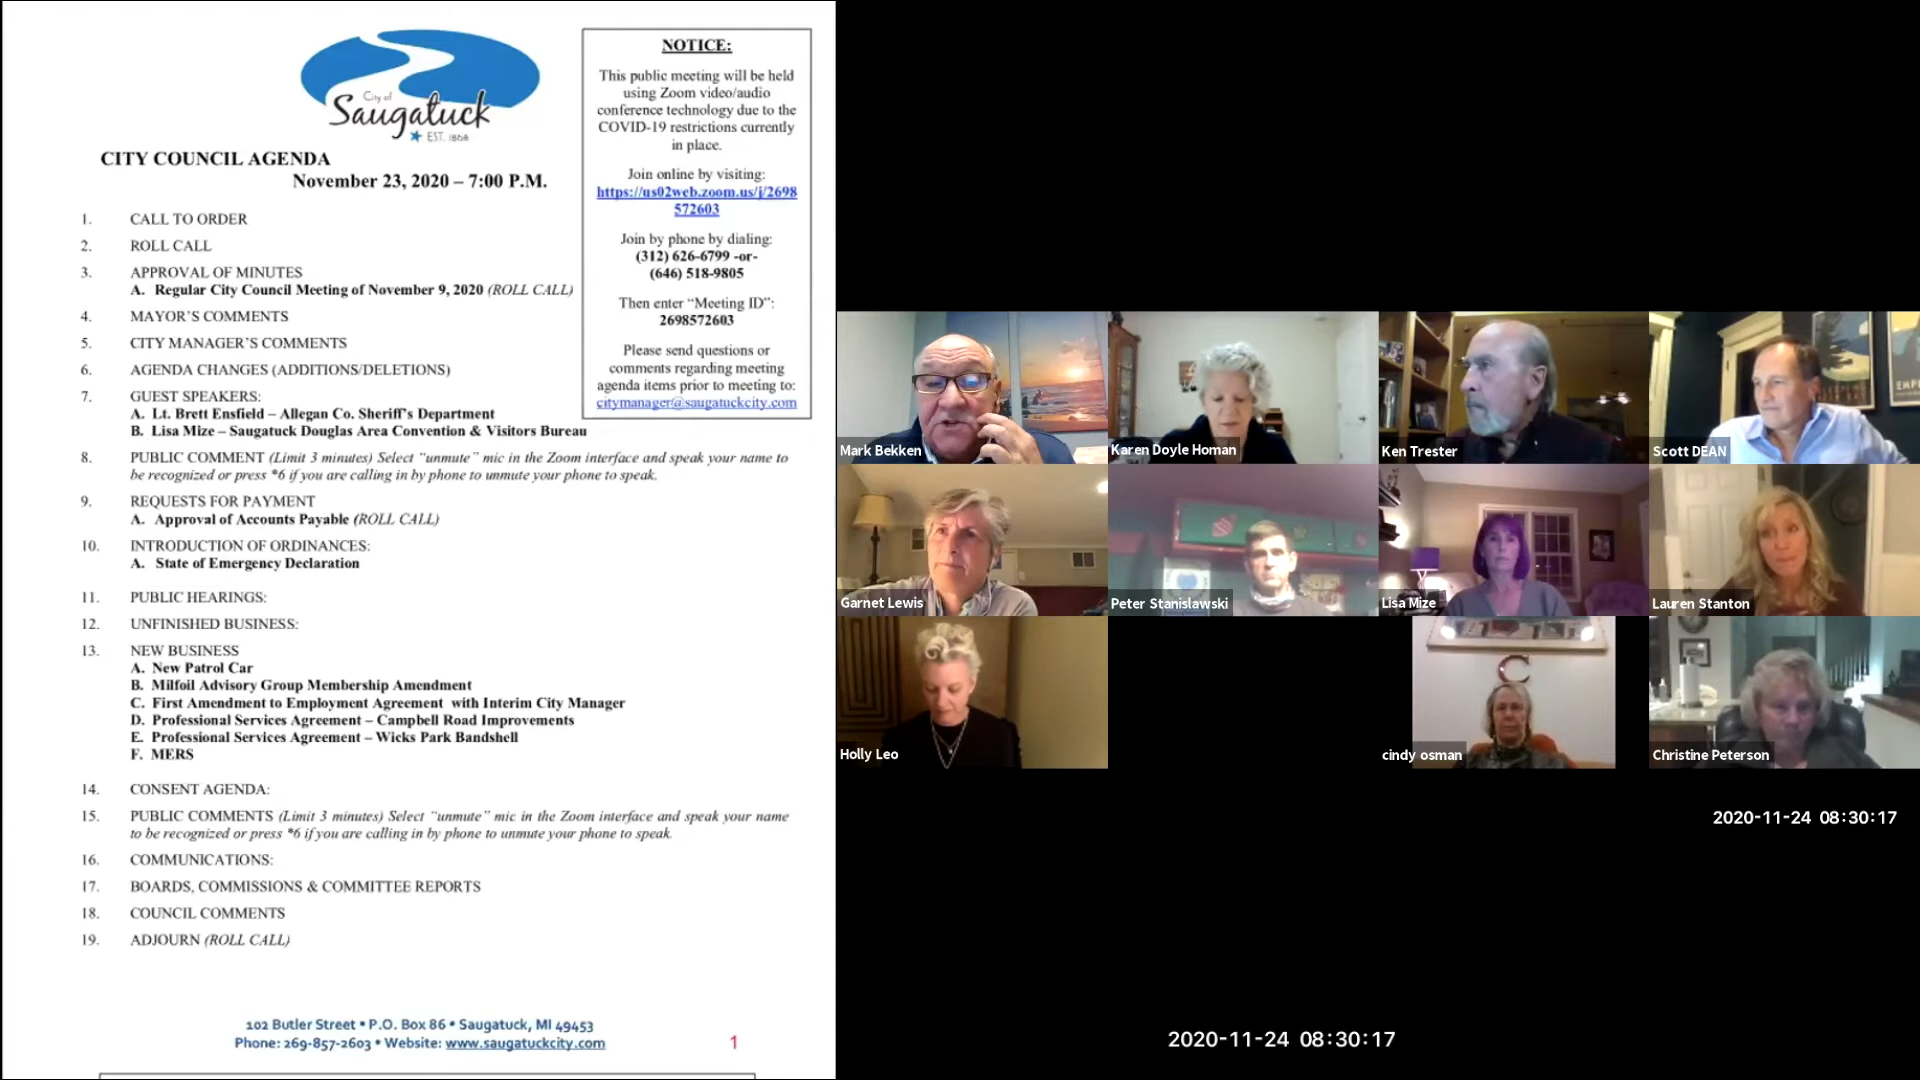 City of
Saugatuck
EST. 1868
CITY COUNCIL AGENDA
November 23, 2020 – 7:00 P.M.
NOTICE:
This public meeting will be held
using Zoom video/audio
conference technology due to the
COVID-19 restrictions currently
in place.
Join online by visiting:
https://us02web.zoom.us/j/2698
572603
Join by phone by dialing:
(312) 626-6799 -or-
(646) 518-9805
Then enter “Meeting ID”:
2698572603
Please send questions or
comments regarding meeting
agenda items prior to meeting to:
citymanager@saugatuckcity.com
1. CALL TO ORDER
2. ROLL CALL
3. APPROVAL OF MINUTES
A. Regular City Council Meeting of November 9, 2020 (ROLL CALL)
4. MAYOR’S COMMENTS
5. CITY MANAGER’S COMMENTS
6. AGENDA CHANGES (ADDITIONS/DELETIONS)
7. GUEST SPEAKERS:
A. Lt. Brett Ensfield – Allegan Co. Sheriff’s Department
B. Lisa Mize – Saugatuck Douglas Area Convention & Visitors Bureau
8. PUBLIC COMMENT (Limit 3 minutes) Select “unmute” mic in the Zoom interface and speak your name to
be recognized or press *6 if you are calling in by phone to unmute your phone to speak.
9. REQUESTS FOR PAYMENT
A. Approval of Accounts Payable (ROLL CALL)
10. INTRODUCTION OF ORDINANCES:
A. State of Emergency Declaration
11. PUBLIC HEARINGS:
12. UNFINISHED BUSINESS:
13. NEW BUSINESS
A. New Patrol Car
B. Milfoil Advisory Group Membership Amendment
C. First Amendment to Employment Agreement with Interim City Manager
D. Professional Services Agreement – Campbell Road Improvements
E. Professional Services Agreement – Wicks Park Bandshell
F. MERS
14. CONSENT AGENDA:
15. PUBLIC COMMENTS (Limit 3 minutes) Select “unmute” mic in the Zoom interface and speak your name
to be recognized or press *6 if you are calling in by phone to unmute your phone to speak.
16. COMMUNICATIONS:
17. BOARDS, COMMISSIONS & COMMITTEE REPORTS
18. COUNCIL COMMENTS
19. ADJOURN (ROLL CALL)
102 Butler Street • P.O. Box 86 • Saugatuck, MI 49453
Phone: 269-857-2603 • Website: www.saugatuckcity.com
1
Mark Bekken
Karen Doyle Homan
Ken Trester
Scott DEAN
Garnet Lewis
Peter Stanislawski
Lisa Mize
Lauren Stanton
Holly Leo
C
cindy osman
Christine Peterson
2020-11-24 08:30:17
2020-11-24 08:30:17